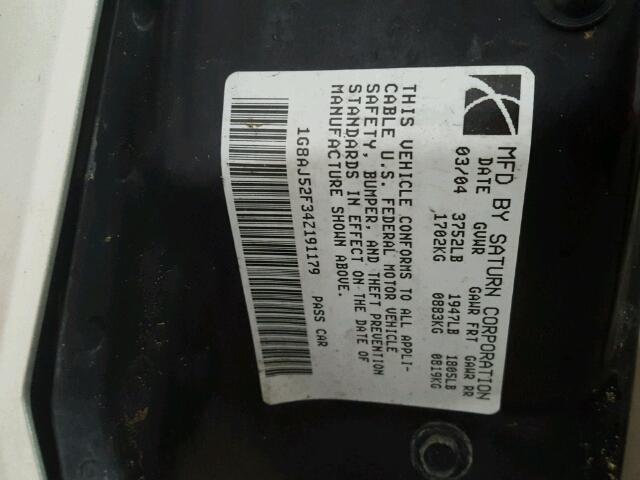 MFD BY SATURN CORPORATION
DATE GVWR GAWR FRT GAWR RR
03/04 3752LB 1947LB 1805LB
1702KG 0883KG 0819KG
THIS VEHICLE CONFORMS TO ALL APPLI-
CABLE U.S. FEDERAL MOTOR VEHICLE
SAFETY, BUMPER, AND THEFT PREVENTION
STANDARDS IN EFFECT ON THE DATE OF
MANUFACTURE SHOWN ABOVE.
1G8AJ52F34Z191179 PASS CAR